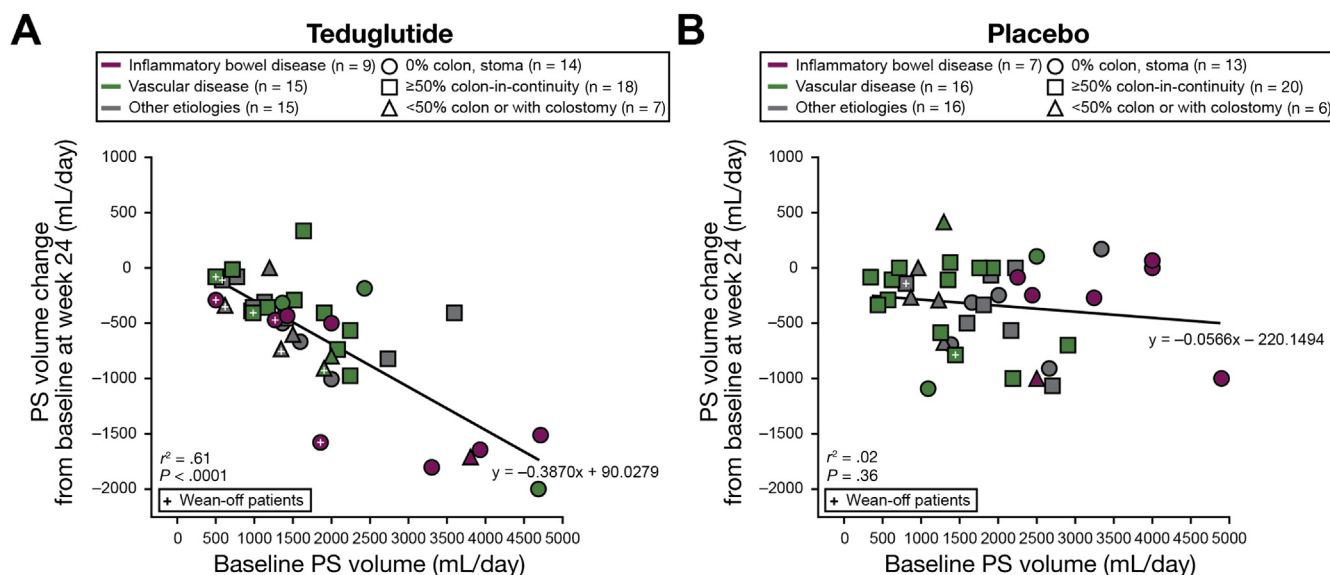 A
Teduglutide
Inflammatory bowel disease (n = 9)
0% colon, stoma (n = 14)
Vascular disease (n = 15)
≥50% colon-in-continuity (n = 18)
Other etiologies (n = 15)
<50% colon or with colostomy (n = 7)
PS volume change
from baseline at week 24 (mL/day)
1000
500
0
–500
–1000
–1500
–2000
r² = .61
P < .0001
+ Wean-off patients
y = –0.3870x + 90.0279
0 500 1000 1500 2000 2500 3000 3500 4000 4500 5000
Baseline PS volume (mL/day)
B
Placebo
Inflammatory bowel disease (n = 7)
0% colon, stoma (n = 13)
Vascular disease (n = 16)
≥50% colon-in-continuity (n = 20)
Other etiologies (n = 16)
<50% colon or with colostomy (n = 6)
PS volume change
from baseline at week 24 (mL/day)
1000
500
0
–500
–1000
–1500
–2000
y = –0.0566x – 220.1494
r² = .02
P = .36
+ Wean-off patients
0 500 1000 1500 2000 2500 3000 3500 4000 4500 5000
Baseline PS volume (mL/day)